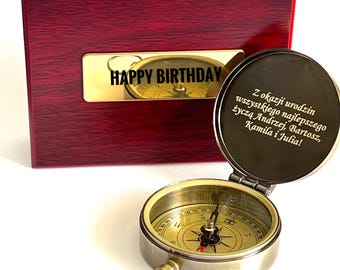 HAPPY BIRTHDAY
Z okazji urodzin
wszystkiego najlepszego
życzą Andrzej, Bartosz,
Kamila i Julia!